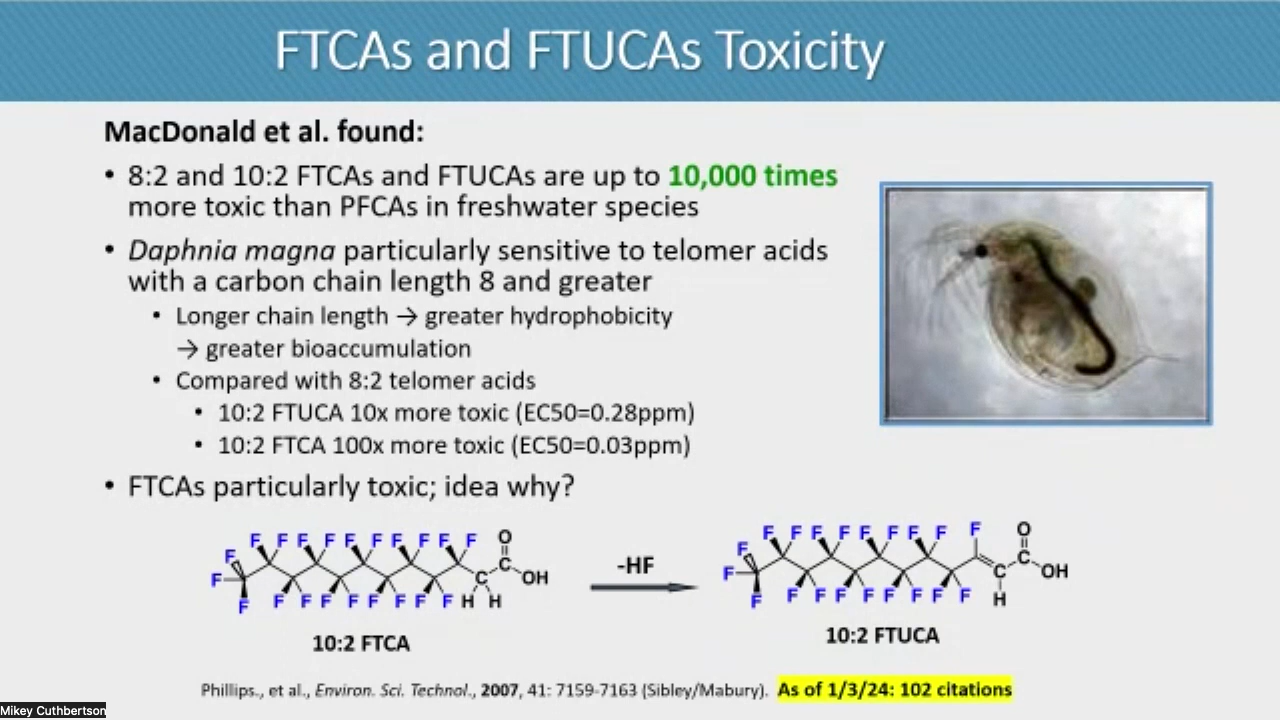 FTCAs and FTUCAs Toxicity
MacDonald et al. found:
• 8:2 and 10:2 FTCAs and FTUCAs are up to 10,000 times
more toxic than PFCAs in freshwater species
• Daphnia magna particularly sensitive to telomer acids
with a carbon chain length 8 and greater
• Longer chain length → greater hydrophobicity
→ greater bioaccumulation
• Compared with 8:2 telomer acids
• 10:2 FTUCA 10x more toxic (EC50=0.28ppm)
• 10:2 FTCA 100x more toxic (EC50=0.03ppm)
• FTCAs particularly toxic; idea why?
F F F F F F F F F F O
F
F C C OH
F F F F F F F F F H H
10:2 FTCA
-HF
F F F F F F F F F O
F
F C C OH
F F F F F F F F F H
10:2 FTUCA
Phillips., et al., Environ. Sci. Technol., 2007, 41: 7159-7163 (Sibley/Mabury). As of 1/3/24: 102 citations
Mikey Cuthbertson